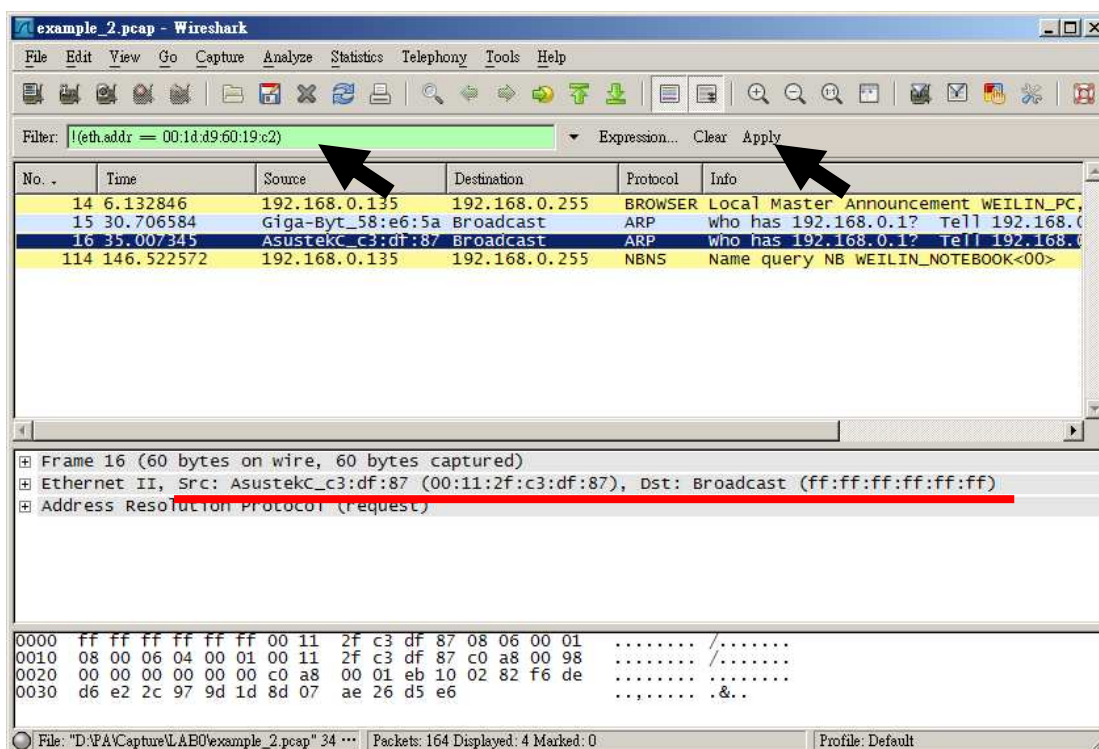 example_2.pcap - Wireshark
File Edit View Go Capture Analyze Statistics Telephony Tools Help
Filter: !(eth.addr == 00:1d:d9:60:19:c2) Expression... Clear Apply
No. . Time Source Destination Protocol Info
14 6.132846 192.168.0.135 192.168.0.255 BROWSER Local Master Announcement WEILIN_PC,
15 30.706584 Giga-Byt_58:e6:5a Broadcast ARP Who has 192.168.0.1? Tell 192.168.0
16 35.007345 AsustekC_c3:df:87 Broadcast ARP Who has 192.168.0.1? Tell 192.168.0
114 146.522572 192.168.0.135 192.168.0.255 NBNS Name query NB WEILIN_NOTEBOOK<00>
Frame 16 (60 bytes on wire, 60 bytes captured)
Ethernet II, Src: AsustekC_c3:df:87 (00:11:2f:c3:df:87), Dst: Broadcast (ff:ff:ff:ff:ff:ff)
Address Resolution Protocol (request)
0000 ff ff ff ff ff ff 00 11 2f c3 df 87 08 06 00 01 ........ /.......
0010 08 00 06 04 00 01 00 11 2f c3 df 87 c0 a8 00 98 ........ /.......
0020 00 00 00 00 00 00 c0 a8 00 01 eb 10 02 82 f6 de ........ ........
0030 d6 e2 2c 97 9d 1d 8d 07 ae 26 d5 e6 ..,..... .&..
File: "D:\PA\Capture\LAB0\example_2.pcap" 34 ··· Packets: 164 Displayed: 4 Marked: 0 Profile: Default